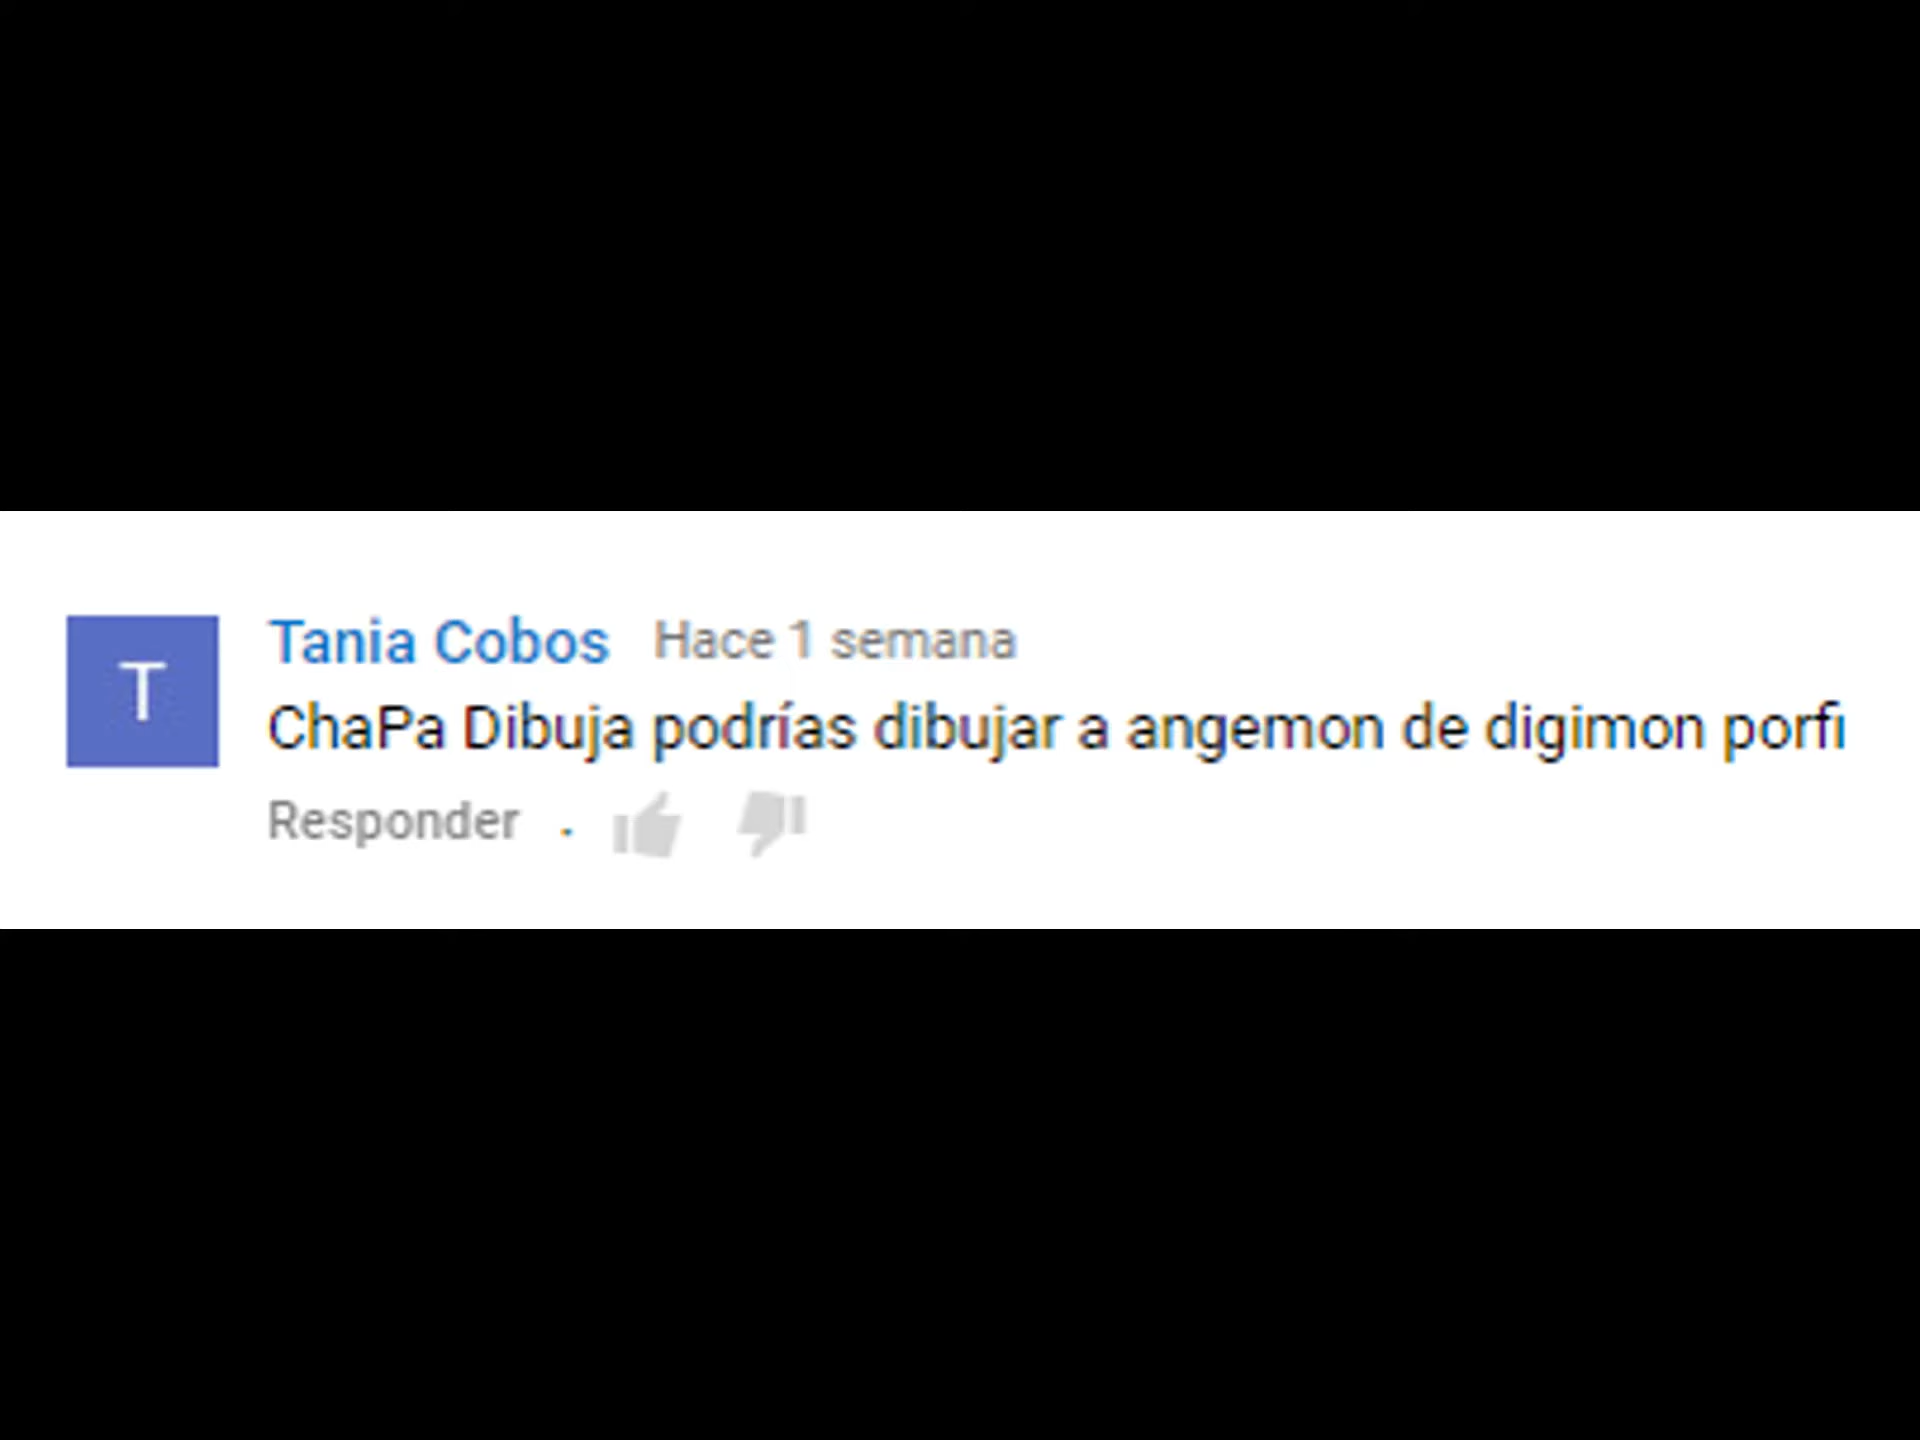 T
Tania Cobos Hace 1 semana
ChaPa Dibuja podrías dibujar a angemon de digimon porfi
Responder .